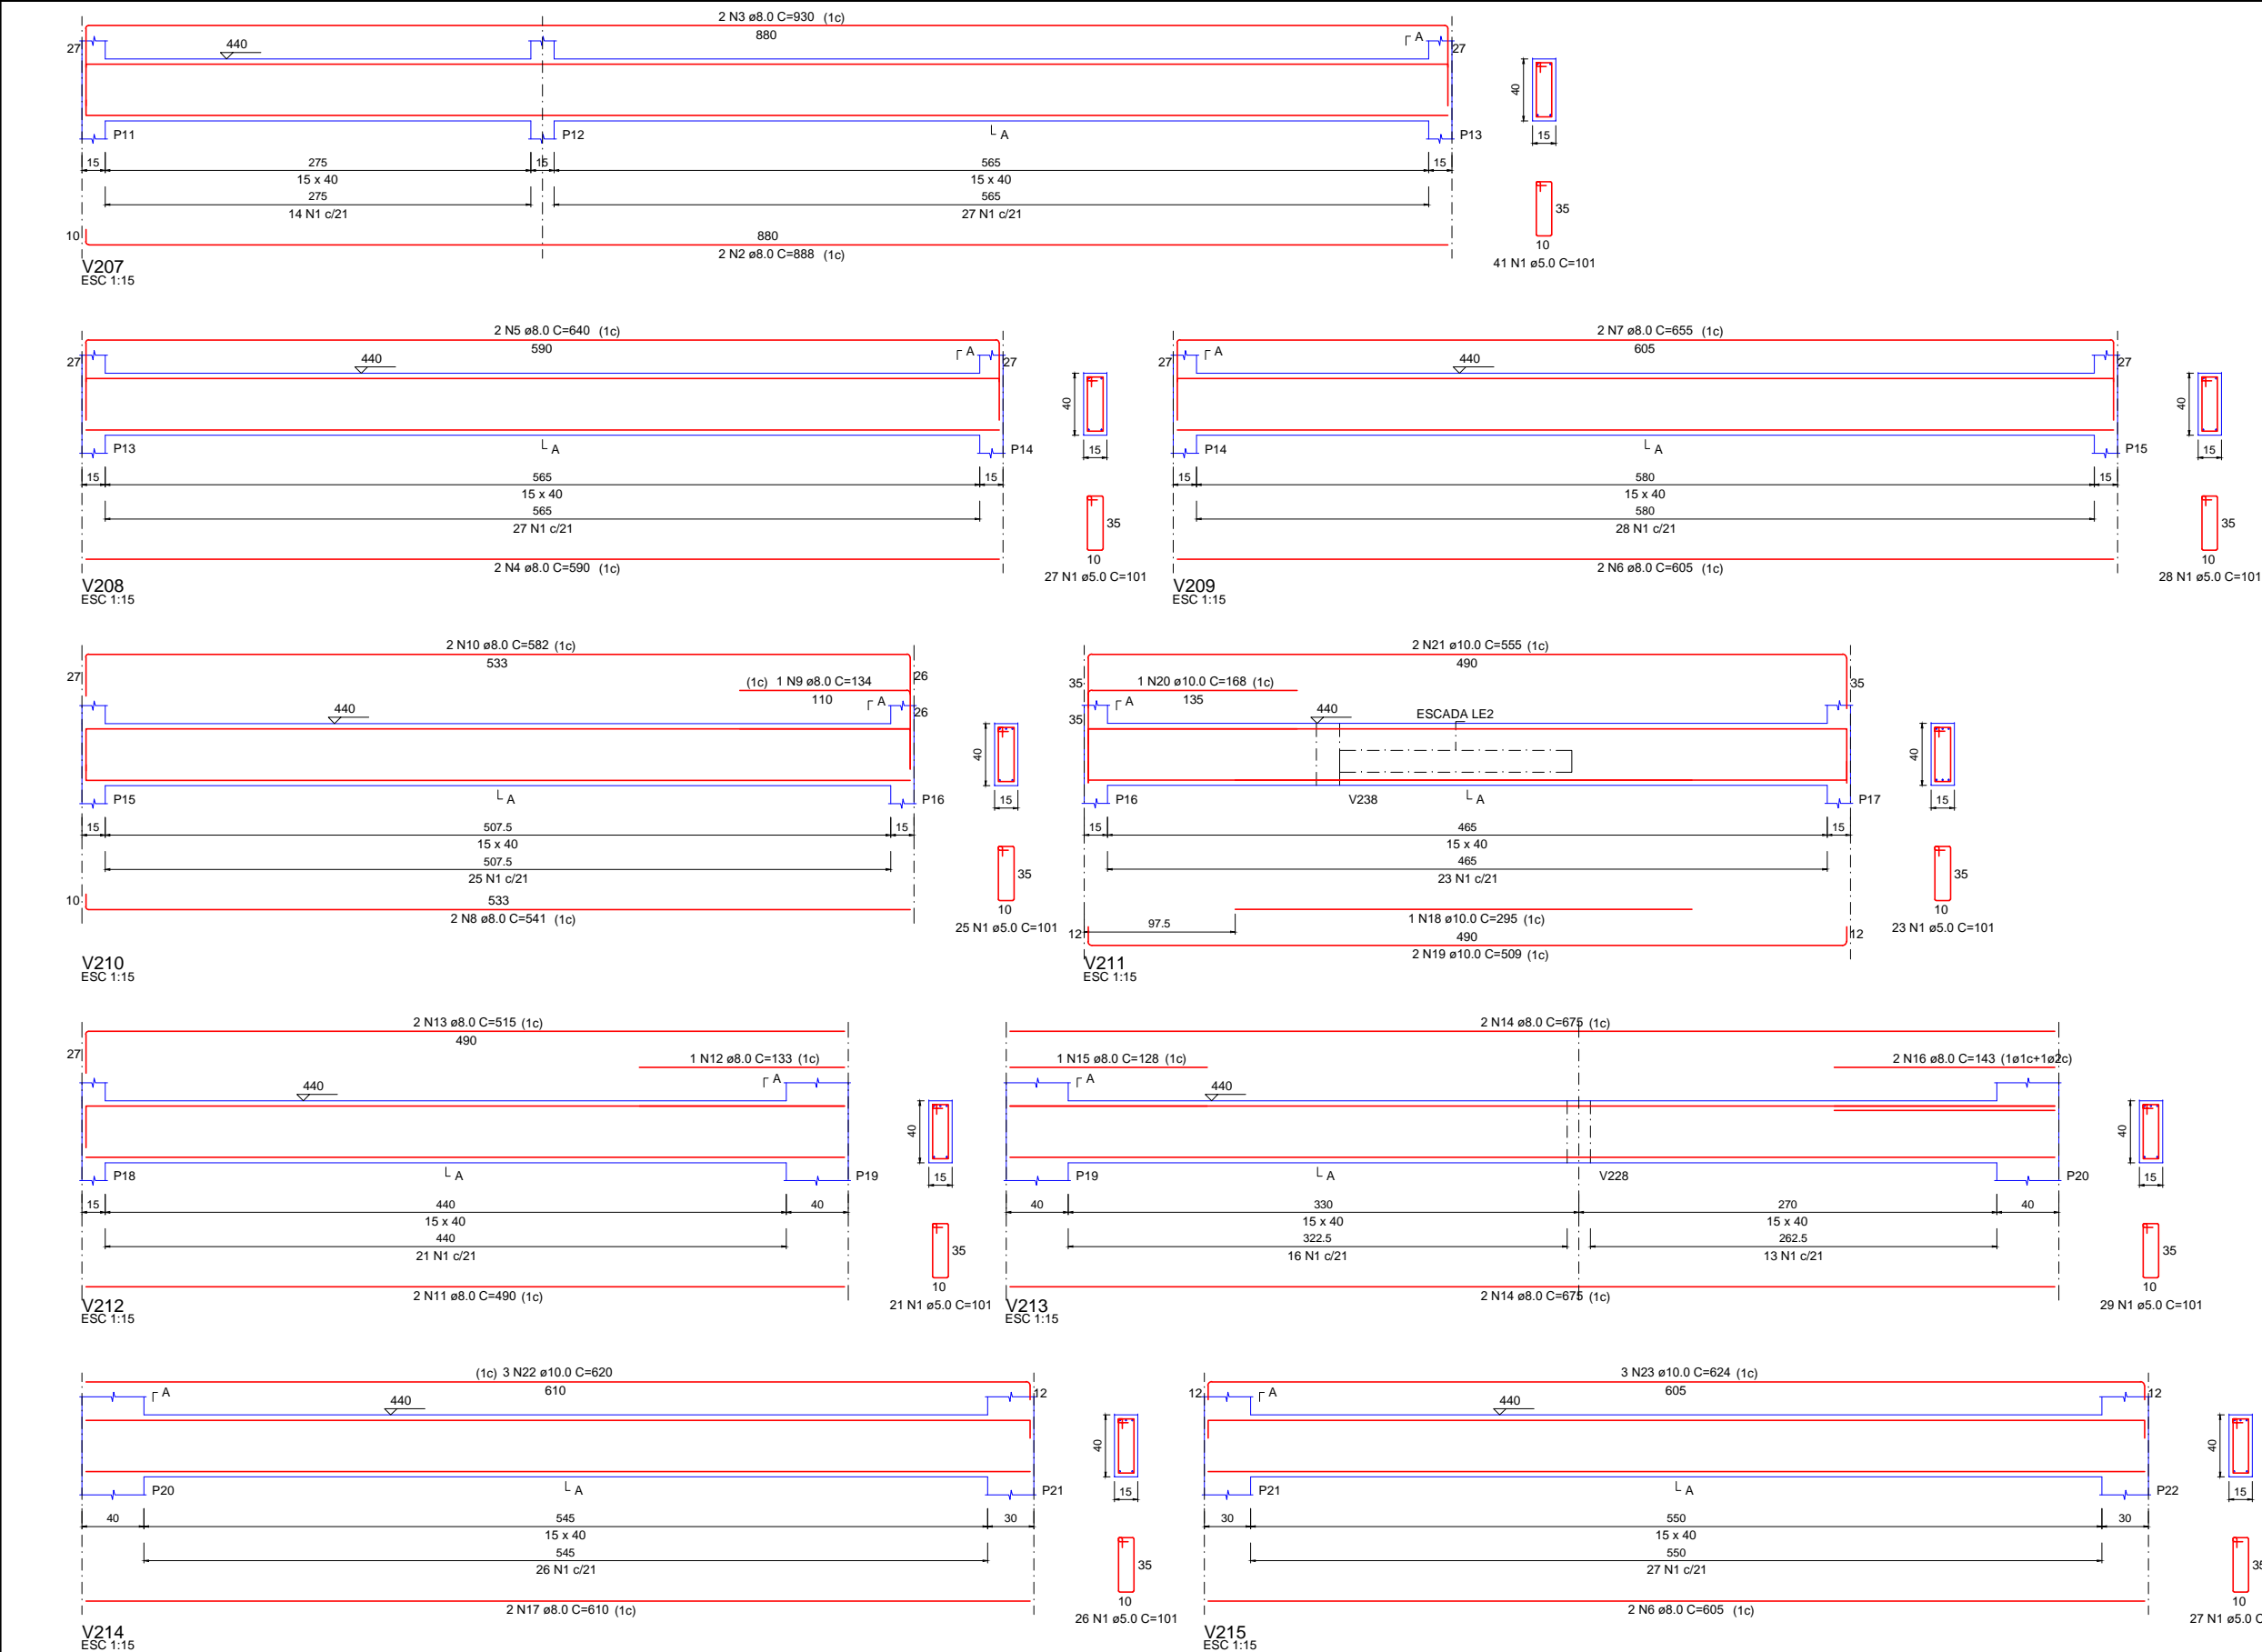 2 N3 ø8.0 C=930 (1c)
880
27
440
A
27
P11
P12
A
P13
15
275
15
565
15
15 x 40
15 x 40
275
565
14 N1 c/21
27 N1 c/21
10
880
2 N2 ø8.0 C=888 (1c)
V207
ESC 1:15
40
15
35
10
41 N1 ø5.0 C=101
2 N5 ø8.0 C=640 (1c)
590
27
440
A
27
P13
A
P14
15
565
15
15 x 40
565
27 N1 c/21
2 N4 ø8.0 C=590 (1c)
V208
ESC 1:15
40
15
35
10
27 N1 ø5.0 C=101
2 N7 ø8.0 C=655 (1c)
605
27
A
440
27
P14
A
P15
15
580
15
15 x 40
580
28 N1 c/21
2 N6 ø8.0 C=605 (1c)
V209
ESC 1:15
40
15
35
10
28 N1 ø5.0 C=101
2 N10 ø8.0 C=582 (1c)
533
27
26
(1c) 1 N9 ø8.0 C=134
110
A
26
440
P15
A
P16
15
507.5
15
15 x 40
507.5
25 N1 c/21
10
533
2 N8 ø8.0 C=541 (1c)
V210
ESC 1:15
40
15
35
10
25 N1 ø5.0 C=101
2 N21 ø10.0 C=555 (1c)
490
35
35
1 N20 ø10.0 C=168 (1c)
135
A
35
440
ESCADA LE2
P16
V238
A
P17
15
465
15
15 x 40
465
23 N1 c/21
97.5
1 N18 ø10.0 C=295 (1c)
12
490
12
2 N19 ø10.0 C=509 (1c)
V211
ESC 1:15
40
15
35
10
23 N1 ø5.0 C=101
2 N13 ø8.0 C=515 (1c)
490
27
1 N12 ø8.0 C=133 (1c)
A
440
P18
A
P19
15
440
40
15 x 40
440
21 N1 c/21
2 N11 ø8.0 C=490 (1c)
V212
ESC 1:15
40
15
35
10
21 N1 ø5.0 C=101
2 N14 ø8.0 C=675 (1c)
1 N15 ø8.0 C=128 (1c)
2 N16 ø8.0 C=143 (1ø1c+1ø2c)
A
440
P19
A
V228
P20
40
330
270
40
15 x 40
15 x 40
322.5
262.5
16 N1 c/21
13 N1 c/21
2 N14 ø8.0 C=675 (1c)
V213
ESC 1:15
40
15
35
10
29 N1 ø5.0 C=101
(1c) 3 N22 ø10.0 C=620
610
A
440
12
P20
A
P21
40
545
30
15 x 40
545
26 N1 c/21
2 N17 ø8.0 C=610 (1c)
V214
ESC 1:15
40
15
35
10
26 N1 ø5.0 C=101
3 N23 ø10.0 C=624 (1c)
605
12
A
440
12
P21
A
P22
30
550
30
15 x 40
550
27 N1 c/21
2 N6 ø8.0 C=605 (1c)
V215
ESC 1:15
40
15
35
10
27 N1 ø5.0 C